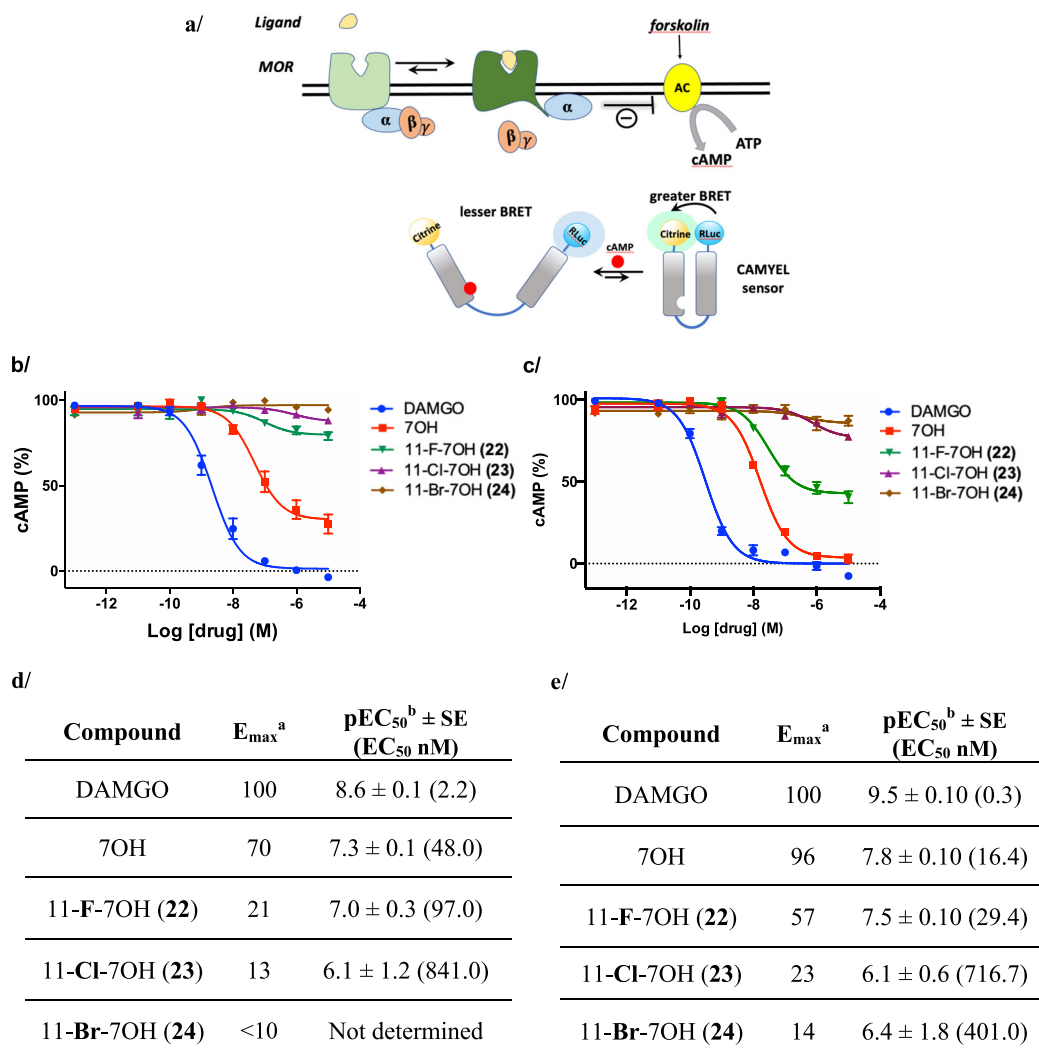 a/
Ligand
forskolin
MOR
AC
α
β
γ
α
β
γ
ATP
cAMP
greater BRET
lesser BRET
Citrine
RLuc
cAMP
Citrine
RLuc
CAMYEL
sensor
b/
cAMP (%)
100
50
0
-12 -10 -8 -6 -4
Log [drug] (M)
DAMGO
7OH
11-F-7OH (22)
11-Cl-7OH (23)
11-Br-7OH (24)
c/
cAMP (%)
100
50
0
-12 -10 -8 -6 -4
Log [drug] (M)
DAMGO
7OH
11-F-7OH (22)
11-Cl-7OH (23)
11-Br-7OH (24)
d/
Compound Emaxᵃ pEC₅₀ᵇ ± SE
(EC₅₀ nM)
DAMGO 100 8.6 ± 0.1 (2.2)
7OH 70 7.3 ± 0.1 (48.0)
11-F-7OH (22) 21 7.0 ± 0.3 (97.0)
11-Cl-7OH (23) 13 6.1 ± 1.2 (841.0)
11-Br-7OH (24) <10 Not determined
e/
Compound Emaxᵃ pEC₅₀ᵇ ± SE
(EC₅₀ nM)
DAMGO 100 9.5 ± 0.10 (0.3)
7OH 96 7.8 ± 0.10 (16.4)
11-F-7OH (22) 57 7.5 ± 0.10 (29.4)
11-Cl-7OH (23) 23 6.1 ± 0.6 (716.7)
11-Br-7OH (24) 14 6.4 ± 1.8 (401.0)